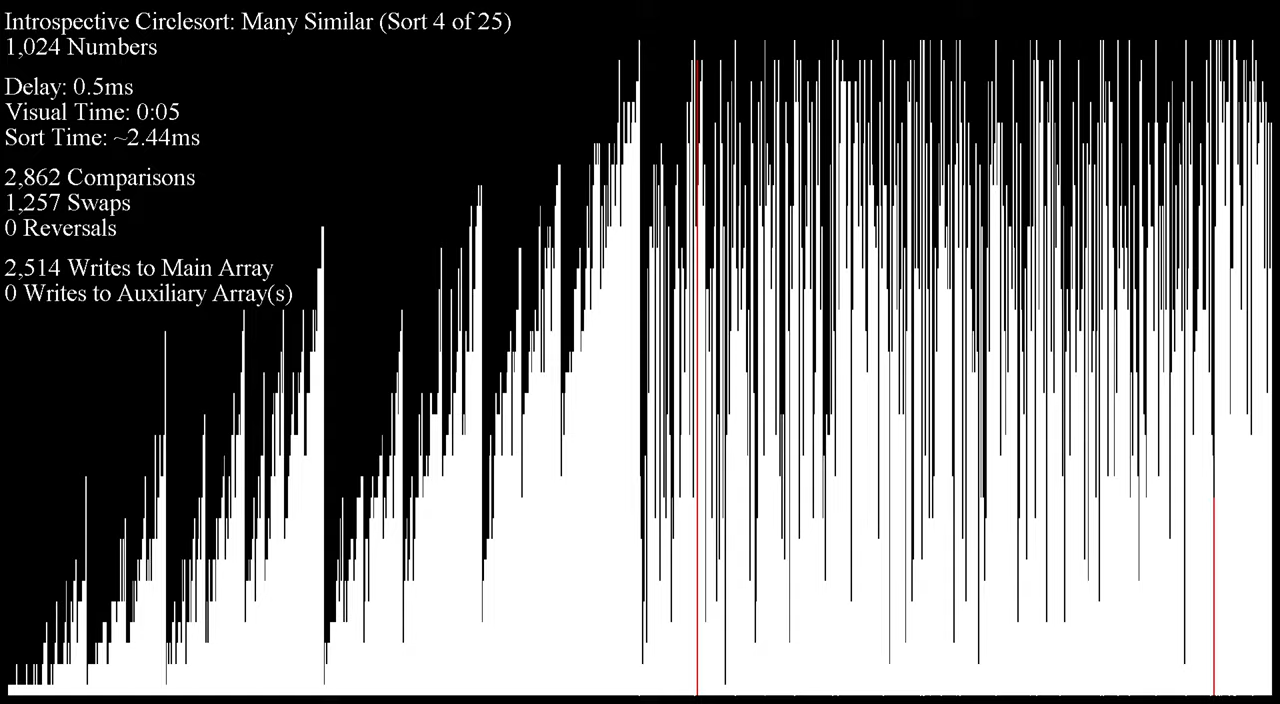 Introspective Circlesort: Many Similar (Sort 4 of 25)
1,024 Numbers
Delay: 0.5ms
Visual Time: 0:05
Sort Time: ~2.44ms
2,862 Comparisons
1,257 Swaps
0 Reversals
2,514 Writes to Main Array
0 Writes to Auxiliary Array(s)